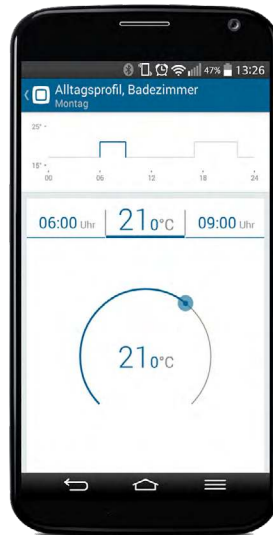 47% 13:26
Alltagsprofil, Badezimmer
Montag
25°
15°
00 06 12 18 24
06:00 Uhr 21 0°C 09:00 Uhr
21 0°C